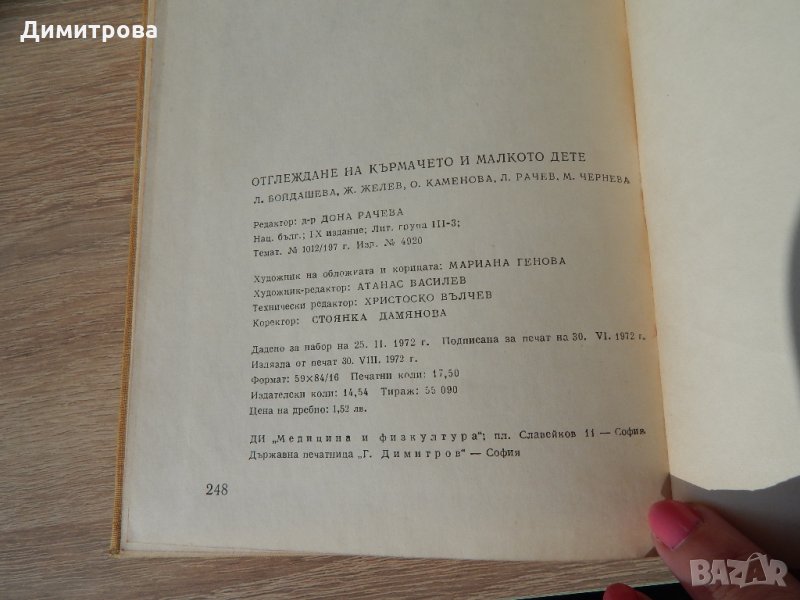 Димитрова
ОТГЛЕЖДАНЕ НА КЪРМАЧЕТО И МАЛКОТО ДЕТЕ
Л. БОЙДАШЕВА, Ж. ЖЕЛЕВ, О. КАМЕНОВА, Л. РАЧЕВ, М. ЧЕРНЕВА
Редактор: д-р ДОНА РАЧЕВА
Нац. бълг.; IX издание; Лит. група III-3;
Темат. № 1012/197 г. Изр. № 4920
Художник на обложката и корицата: МАРИАНА ГЕНОВА
Художник-редактор: АТАНАС ВАСИЛЕВ
Технически редактор: ХРИСТОСКО ВЪЛЧЕВ
Коректор: СТОЯНКА ДАМЯНОВА
Дадено за набор на 25. II. 1972 г. Подписана за печат на 30. VI. 1972 г.
Излязла от печат 30. VIII. 1972 г.
Формат: 59×84/16 Печатни коли: 17,50
Издателски коли: 14,54 Тираж: 55 090
Цена на дребно: 1,52 лв.
ДИ „Медицина и физкултура“; пл. Славейков 11 — София
Държавна печатница „Г. Димитров“ — София
248
BAZAR